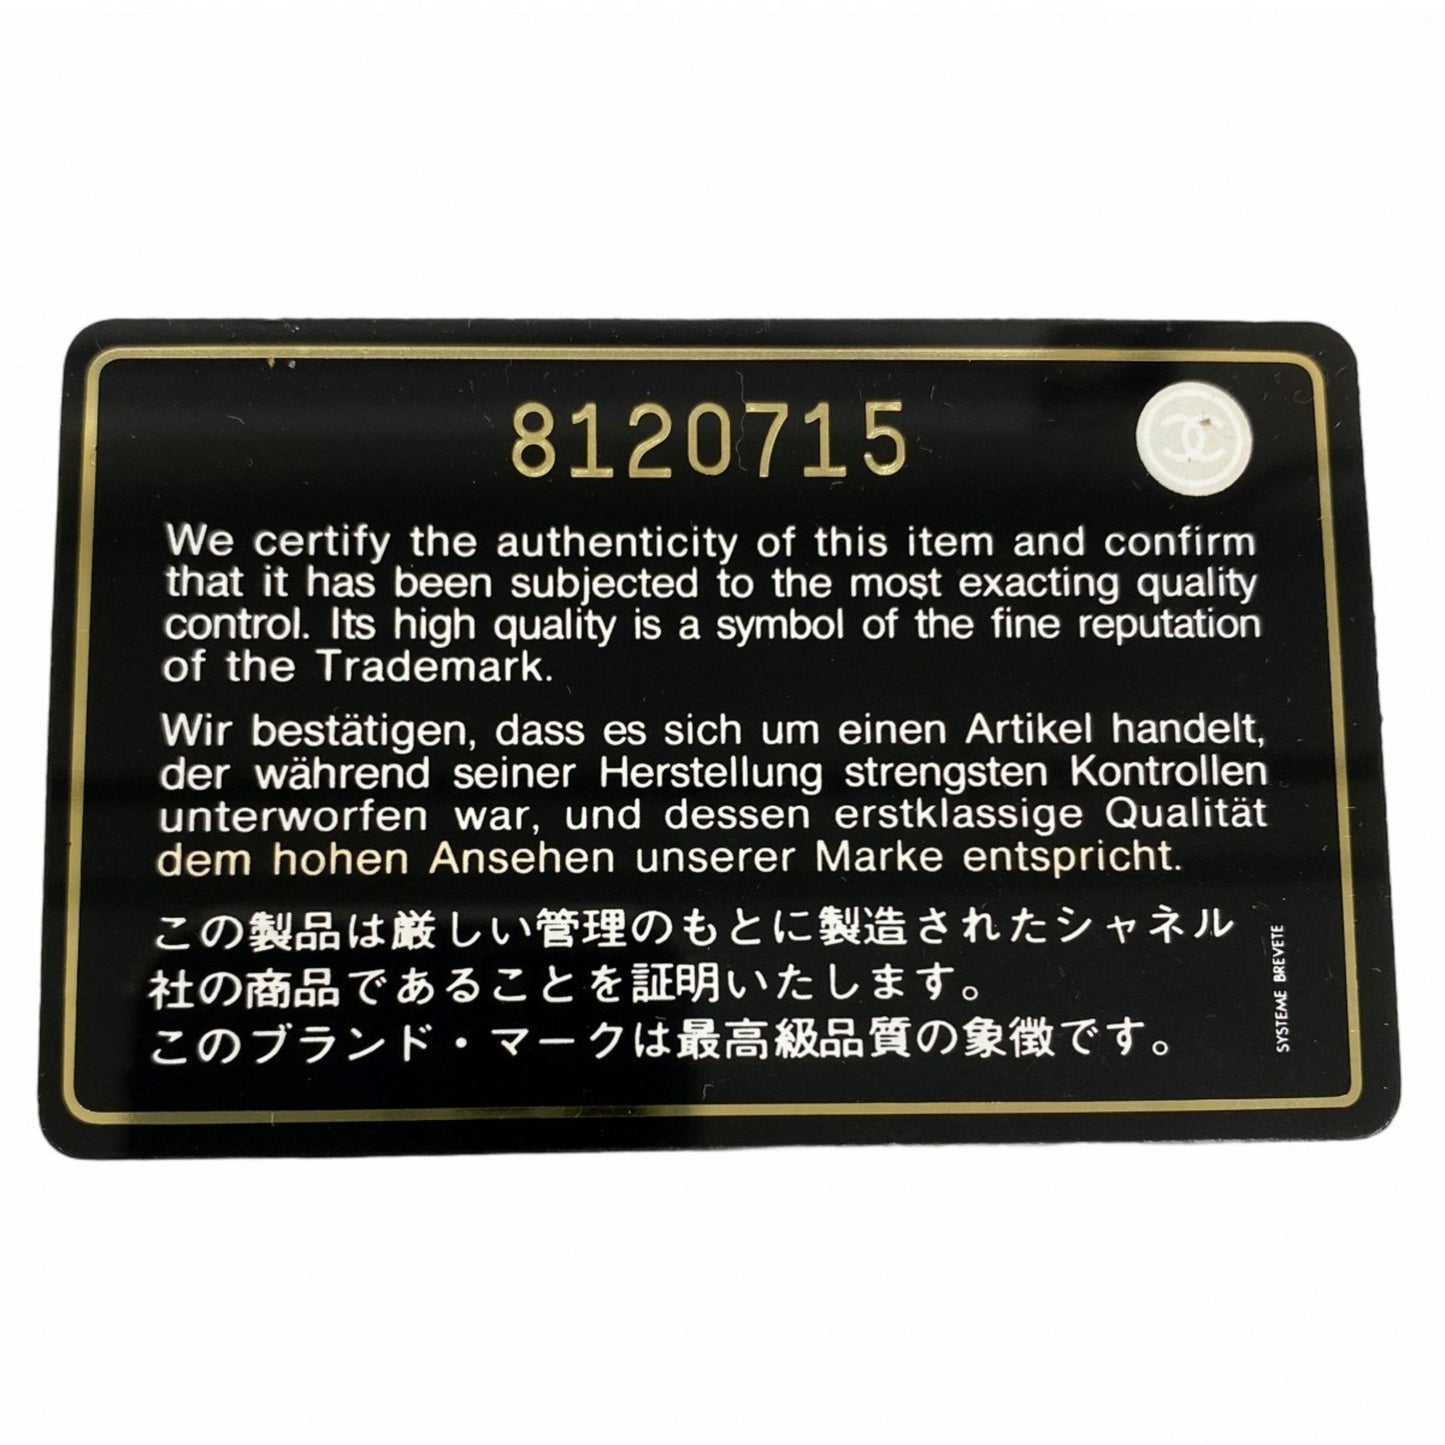 8120715
We certify the authenticity of this item and confirm
that it has been subjected to the most exacting quality
control. Its high quality is a symbol of the fine reputation
of the Trademark.
Wir bestätigen, dass es sich um einen Artikel handelt,
der während seiner Herstellung strengsten Kontrollen
unterworfen war, und dessen erstklassige Qualität
dem hohen Ansehen unserer Marke entspricht.
この製品は厳しい管理のもとに製造されたシャネル
社の商品であることを証明いたします。
このブランド・マークは最高級品質の象徴です。
SYSTEME BREVETE